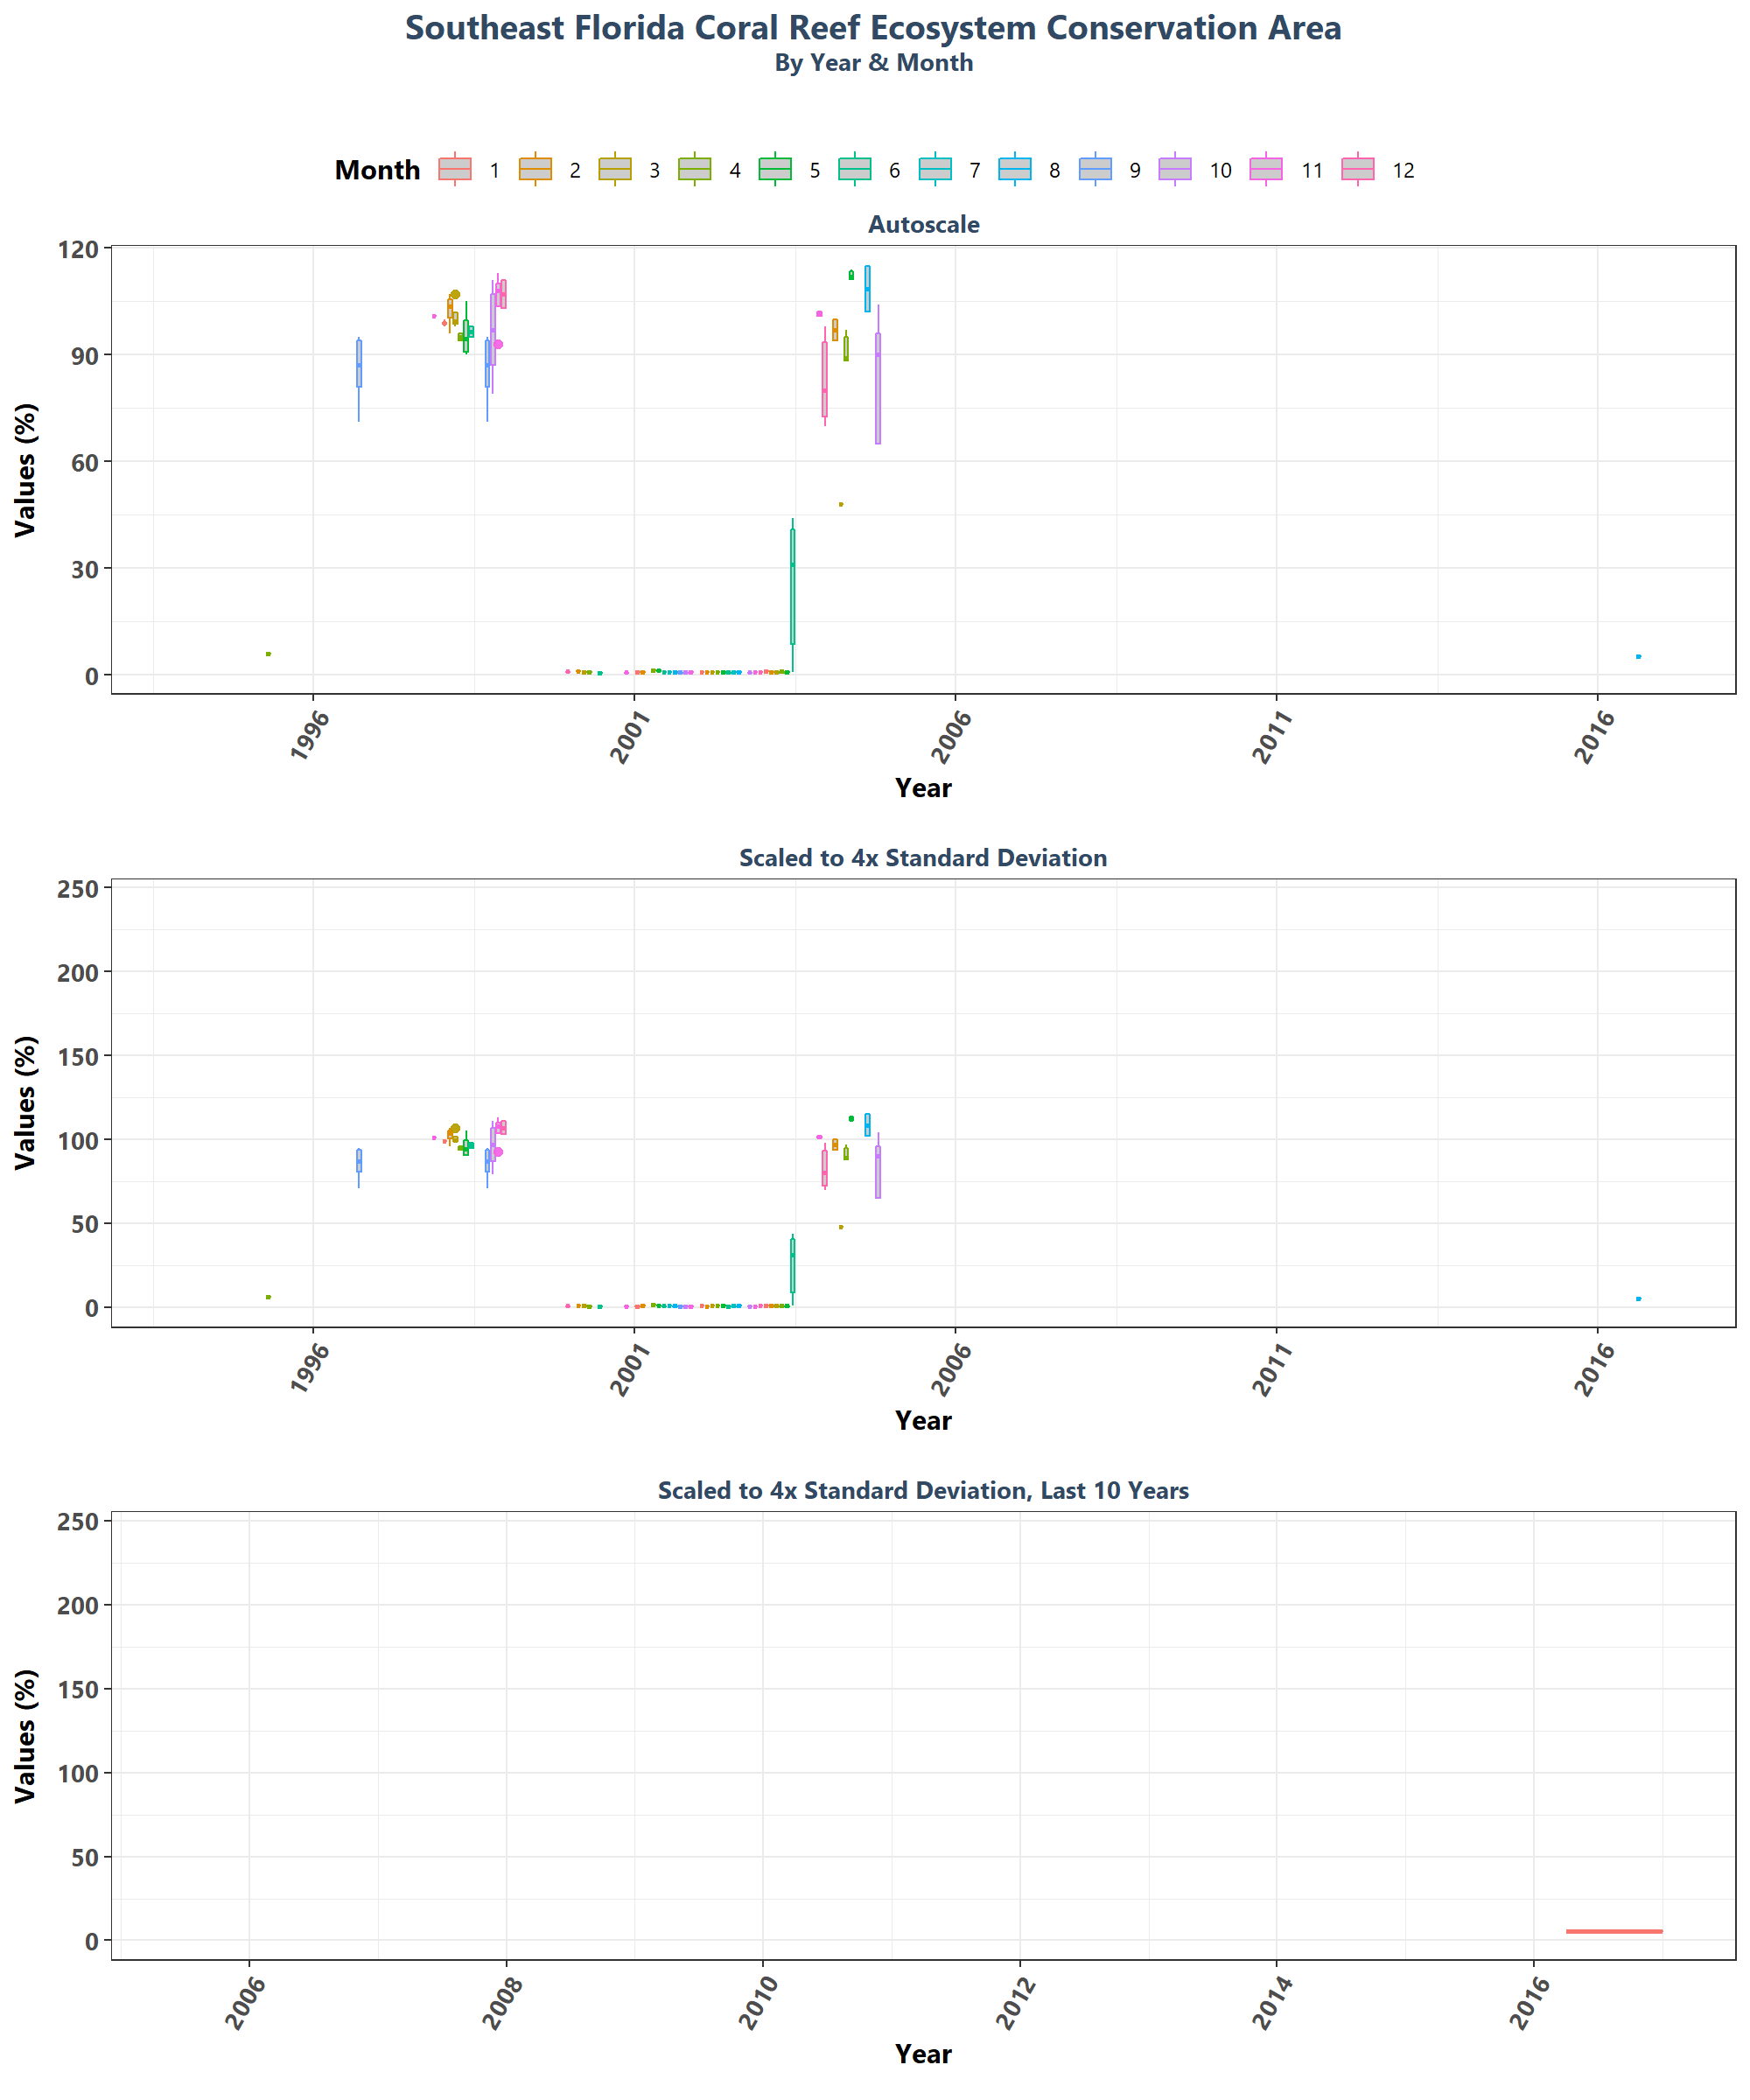 Southeast Florida Coral Reef Ecosystem Conservation Area
By Year & Month
Month 1 2 3 4 5 6 7 8 9 10 11 12
Autoscale
120
90
60
30
0
Values (%)
1996 2001 2006 2011 2016
Year
Scaled to 4x Standard Deviation
250
200
150
100
50
0
Values (%)
1996 2001 2006 2011 2016
Year
Scaled to 4x Standard Deviation, Last 10 Years
250
200
150
100
50
0
Values (%)
2006 2008 2010 2012 2014 2016
Year